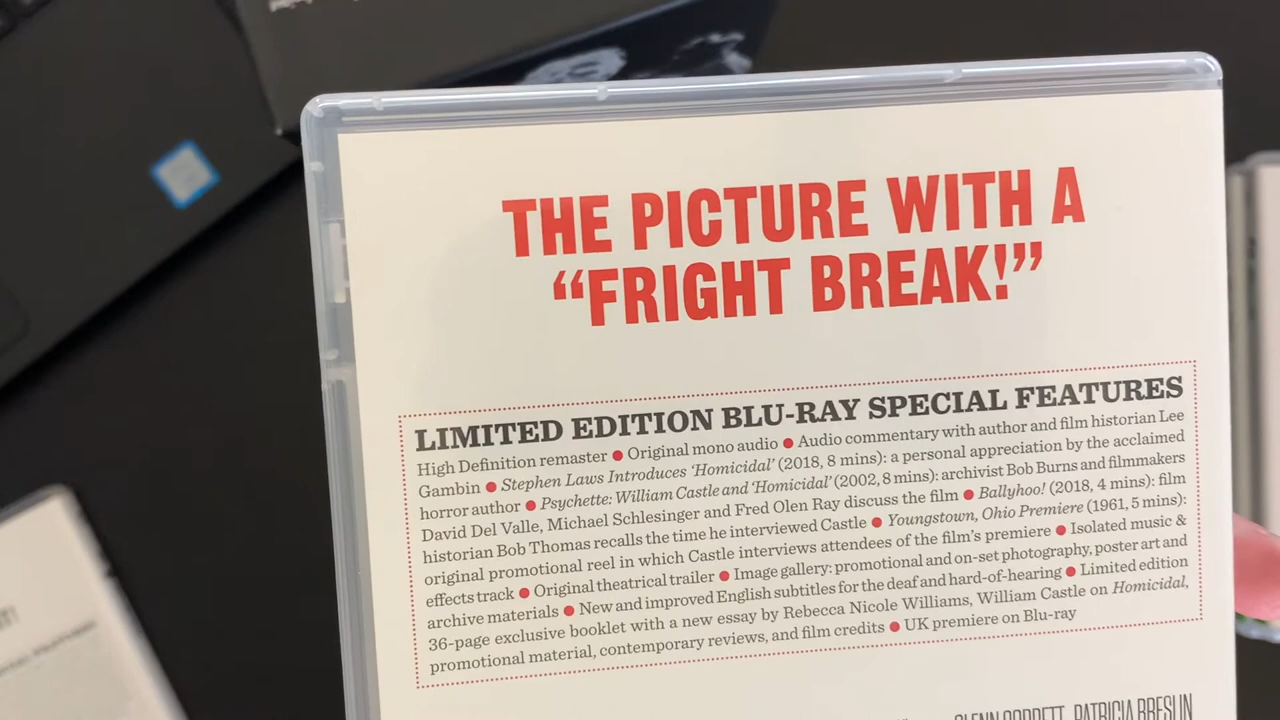 THE PICTURE WITH A
“FRIGHT BREAK!”
LIMITED EDITION BLU-RAY SPECIAL FEATURES
High Definition remaster ● Original mono audio ● Audio commentary with author and film historian Lee
Gambin ● Stephen Laws Introduces ‘Homicidal’ (2018, 8 mins): a personal appreciation by the acclaimed
horror author ● Psychette: William Castle and ‘Homicidal’ (2002, 8 mins): archivist Bob Burns and filmmakers
David Del Valle, Michael Schlesinger and Fred Olen Ray discuss the film ● Ballyhoo! (2018, 4 mins): film
historian Bob Thomas recalls the time he interviewed Castle ● Youngstown, Ohio Premiere (1961, 5 mins):
original promotional reel in which Castle interviews attendees of the film’s premiere ● Isolated music &
effects track ● Original theatrical trailer ● Image gallery: promotional and on-set photography, poster art and
archive materials ● New and improved English subtitles for the deaf and hard-of-hearing ● Limited edition
36-page exclusive booklet with a new essay by Rebecca Nicole Williams, William Castle on Homicidal,
promotional material, contemporary reviews, and film credits ● UK premiere on Blu-ray
GLENN CORBETT PATRICIA BRESLIN